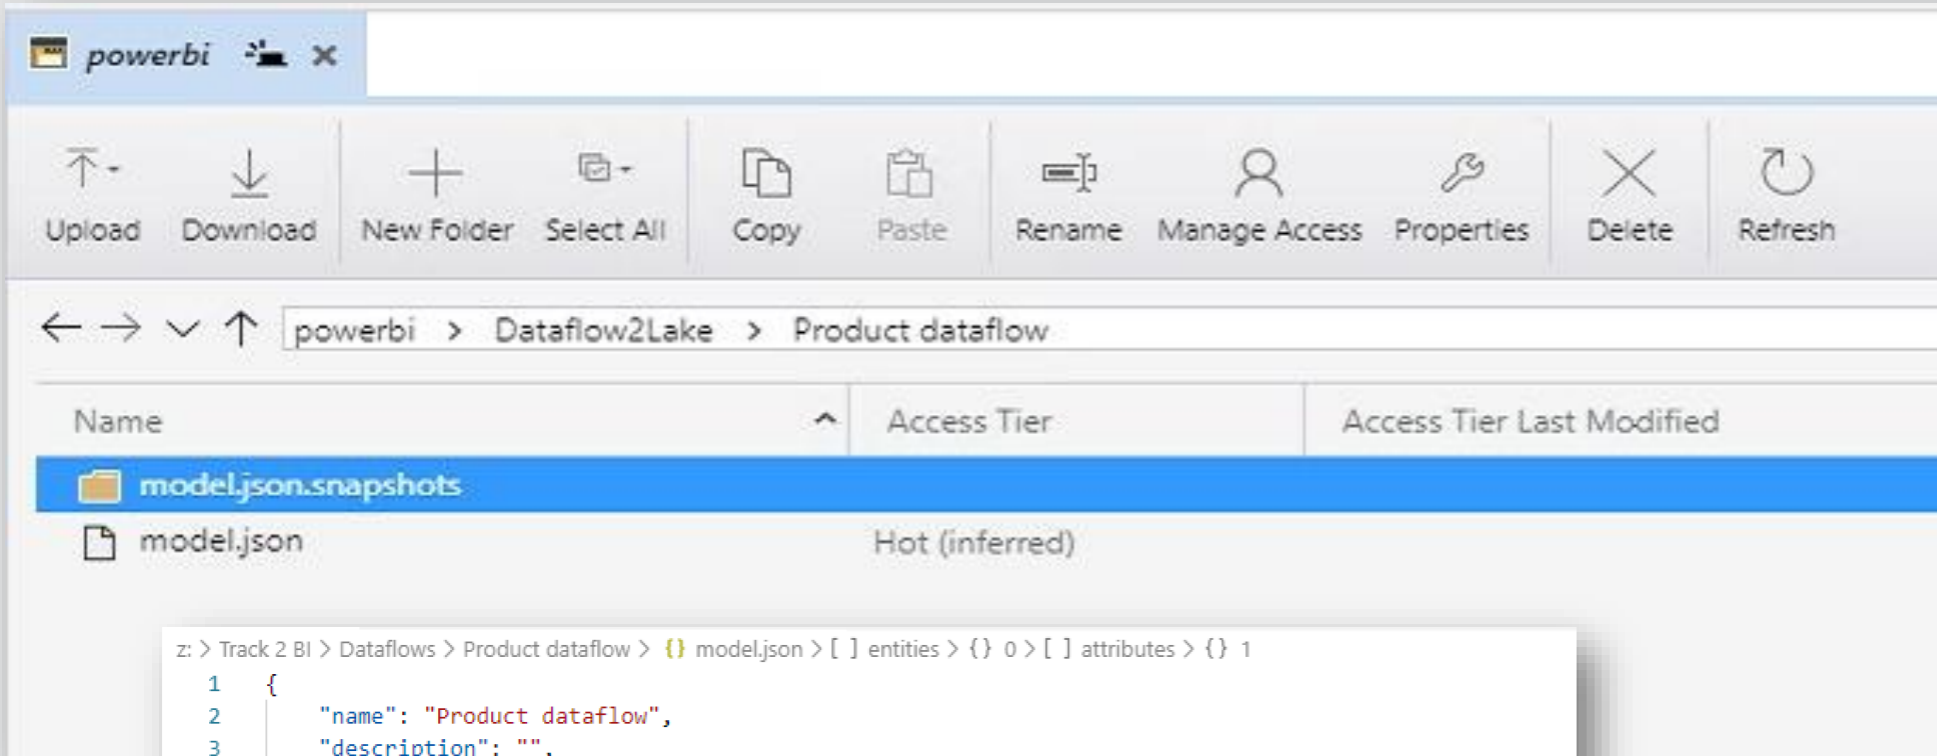 powerbi
Upload Download New Folder Select All Copy Paste Rename Manage Access Properties Delete Refresh
powerbi > Dataflow2Lake > Product dataflow
Name Access Tier Access Tier Last Modified
model.json.snapshots
model.json Hot (inferred)
z: > Track 2 BI > Dataflows > Product dataflow > {} model.json > [ ] entities > {} 0 > [ ] attributes > {} 1
1 {
2 "name": "Product dataflow",
3 "description": "",